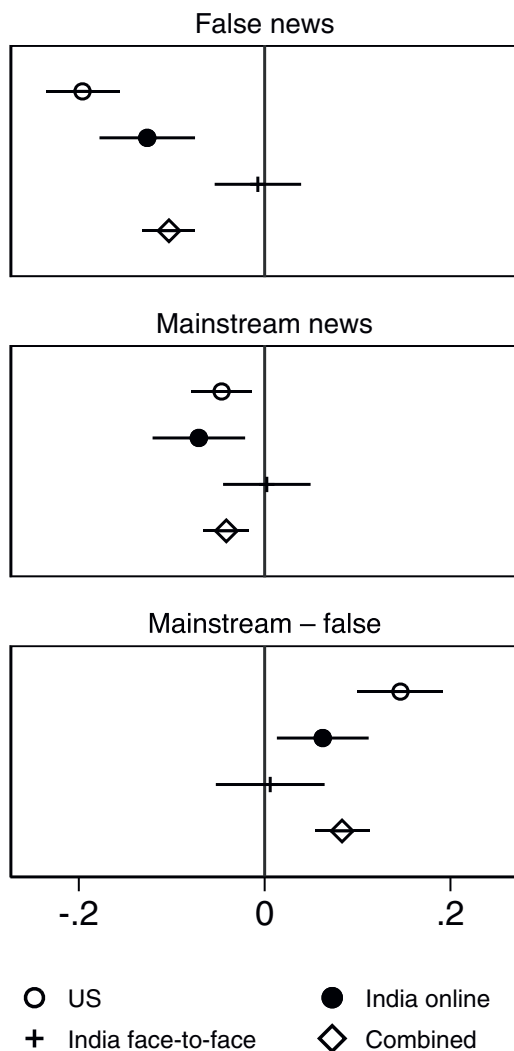 False news
Mainstream news
Mainstream – false
-.2 0 .2
US India online
India face-to-face Combined